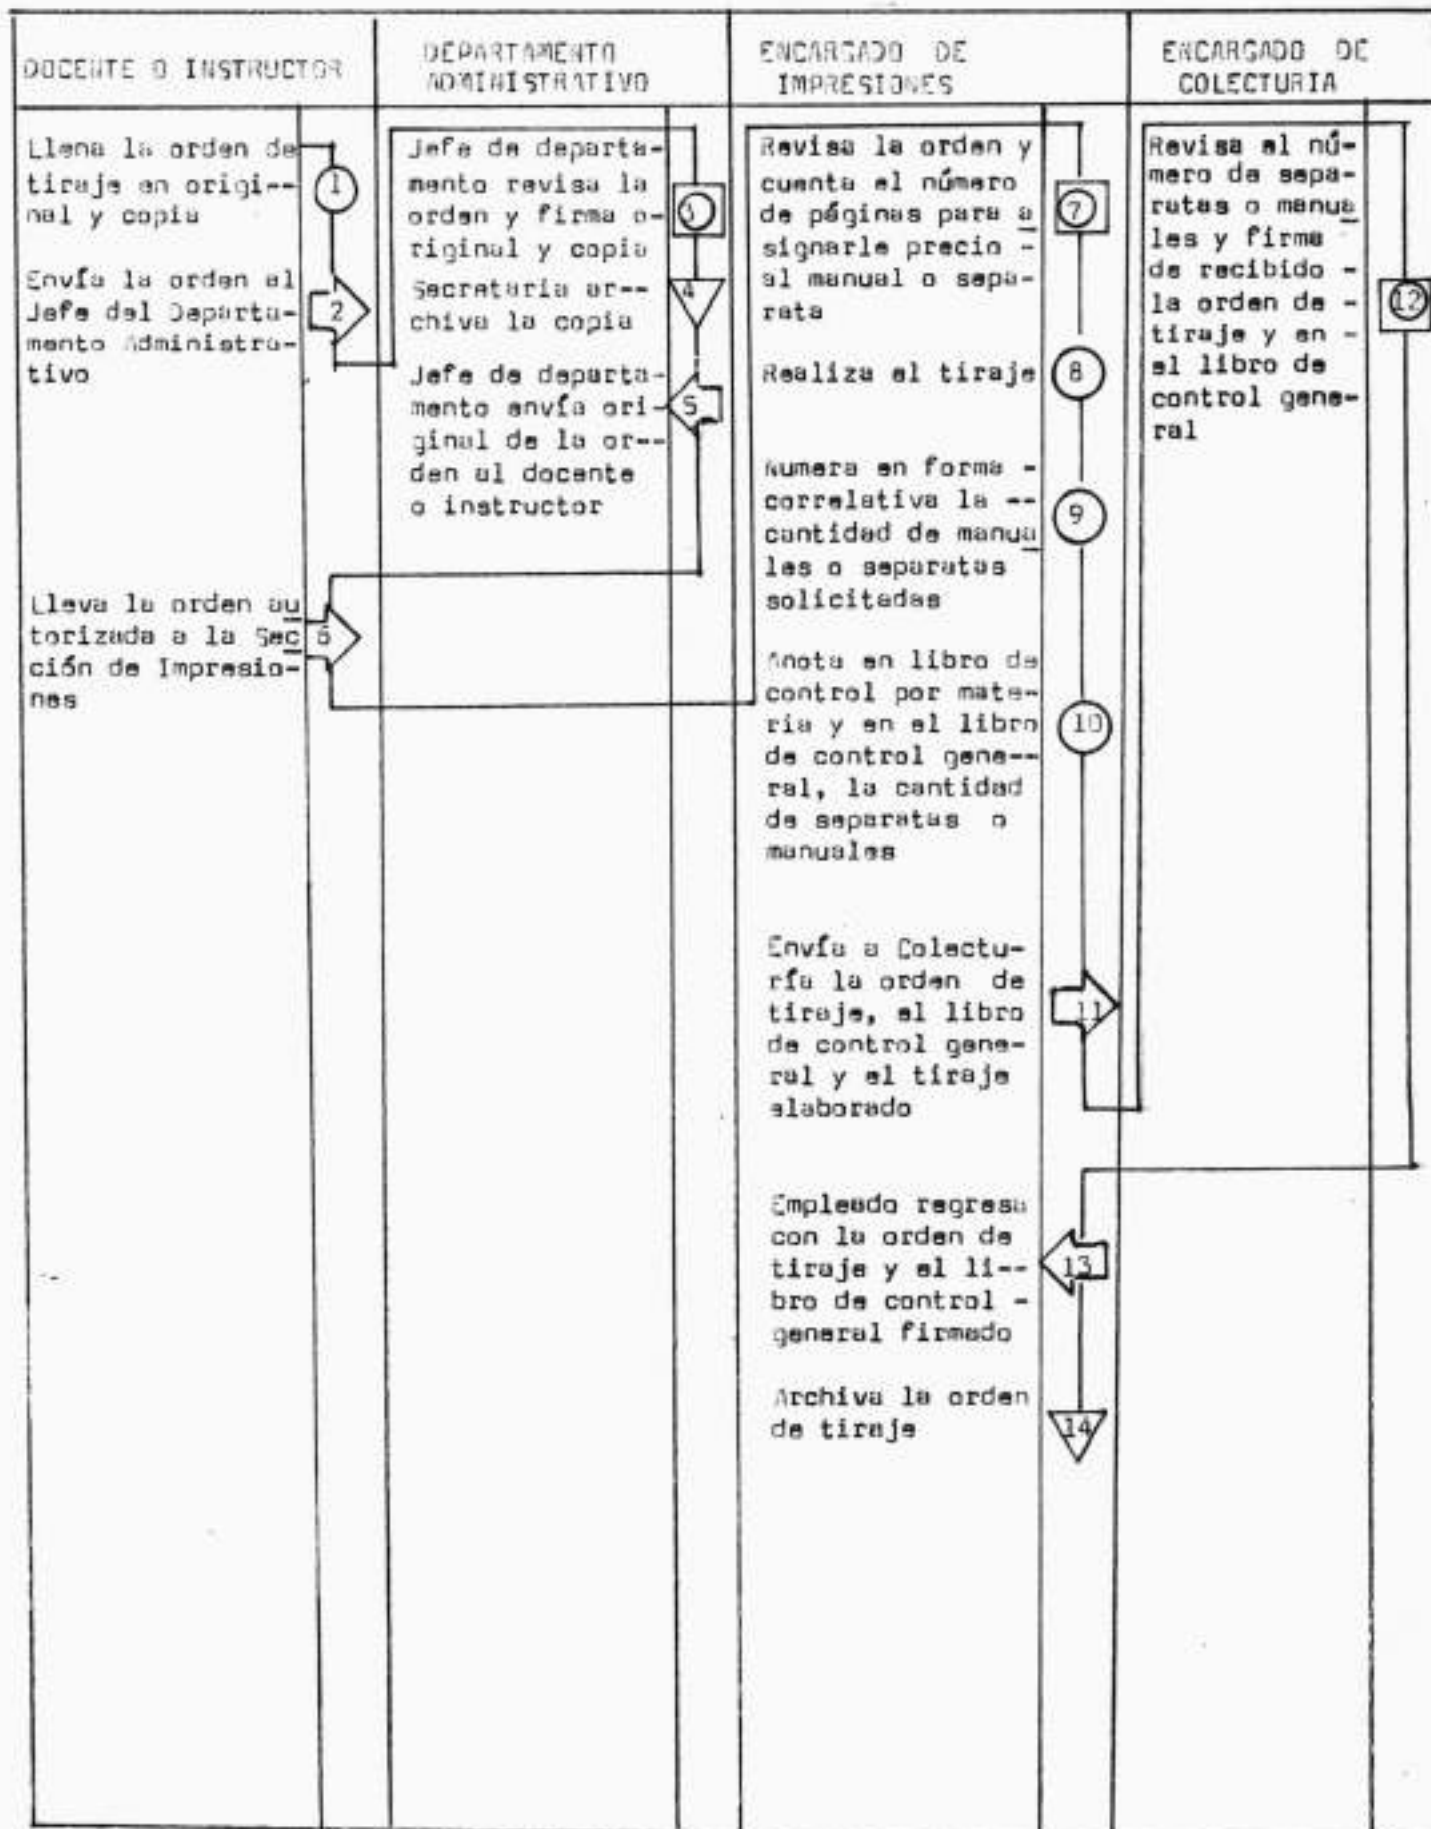 DOCENTE O INSTRUCTOR
DEPARTAMENTO
ADMINISTRATIVO
ENCARGADO DE
IMPRESIONES
ENCARGADO DE
COLECTURIA
Llena la orden de
tiraje en origi--
nal y copia
1
Envía la orden al
Jefe del Departa-
mento Administra-
tivo
2
Jefe de departa-
mento revisa la
orden y firma o-
riginal y copia
3
Secretaria ar--
chiva la copia
4
Jefe de departa-
mento envía ori-
ginal de la or--
den al docente
o instructor
5
Lleva la orden au
torizada a la Sec
ción de Impresio-
nes
6
Revisa la orden y
cuenta el número
de páginas para a
signarle precio -
al manual o sepa-
rata
7
Realiza el tiraje
8
Numera en forma -
correlativa la --
cantidad de manua
les o separatas
solicitadas
9
Anota en libro de
control por mate-
ria y en el libro
de control gene--
ral, la cantidad
de separatas o
manuales
10
Envía a Colectu-
ría la orden de
tiraje, el libro
de control gene-
ral y el tiraje
elaborado
11
Revisa el nú-
mero de sepa-
ratas o manua
les y firma
de recibido -
la orden de -
tiraje y en -
el libro de
control gene-
ral
12
Empleado regresa
con la orden de
tiraje y el li--
bro de control -
general firmado
13
Archiva la orden
de tiraje
14